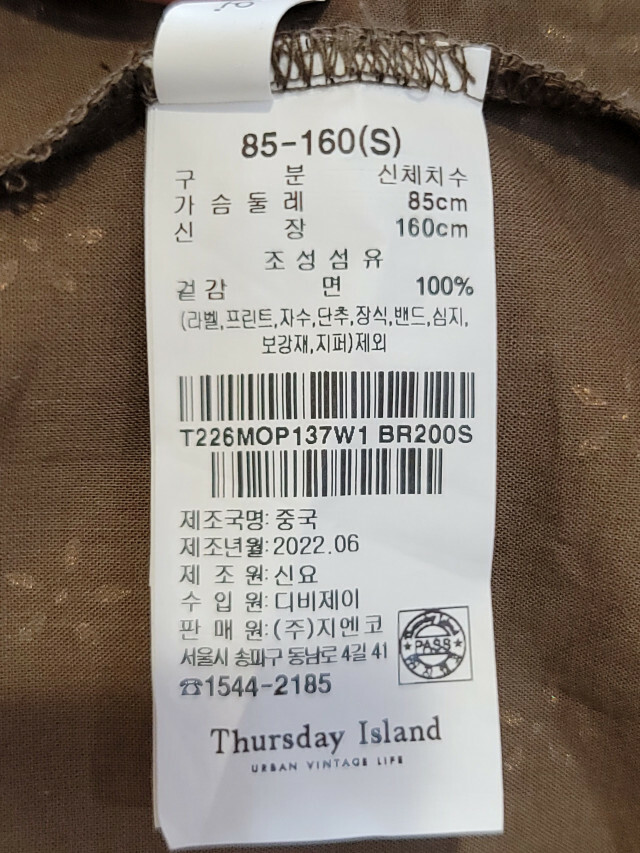 85-160(S)
구 분 신체치수
가슴둘레 85cm
신 장 160cm
조성섬유
겉감 면 100%
(라벨,프린트,자수,단추,장식,밴드,심지,
보강재,지퍼)제외
T226MOP137W1 BR200S
제조국명: 중국
제조년월: 2022.06
제 조 원: 신요
수 입 원: 디비제이
판 매 원: (주)지엔코
서울시 송파구 동남로 4길 41
PASS
☎1544-2185
Thursday Island
URBAN VINTAGE LIFE